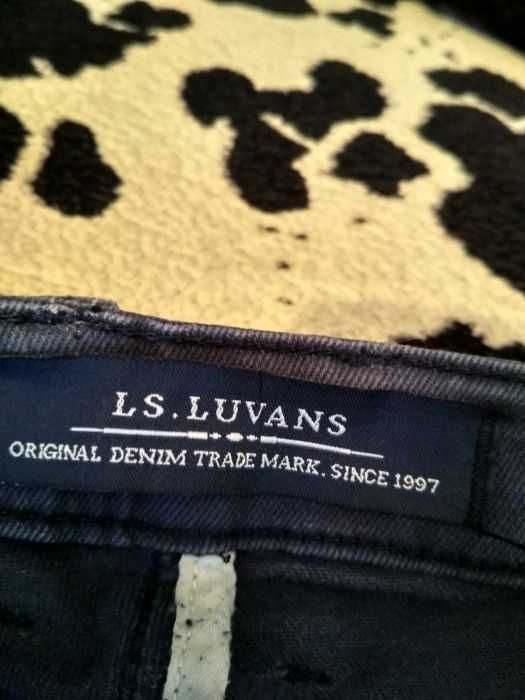 LS.LUVANS
ORIGINAL DENIM TRADE MARK. SINCE 1997